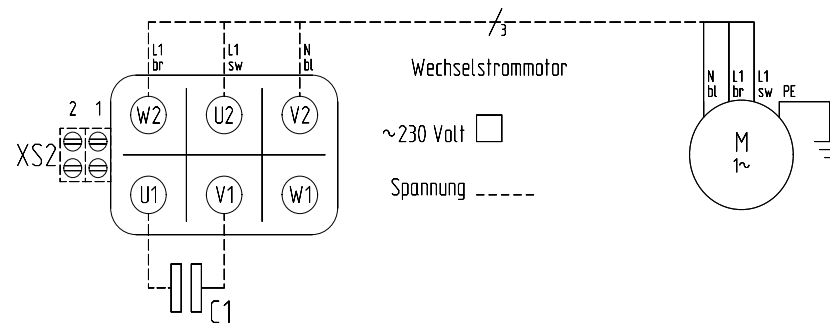 3
L1
br
L1
sw
N
bl
Wechselstrommotor
N
bl
L1
br
L1
sw
PE
2 1
W2 U2 V2
~230 Volt
M
1~
XS2
U1 V1 W1
Spannung
C1